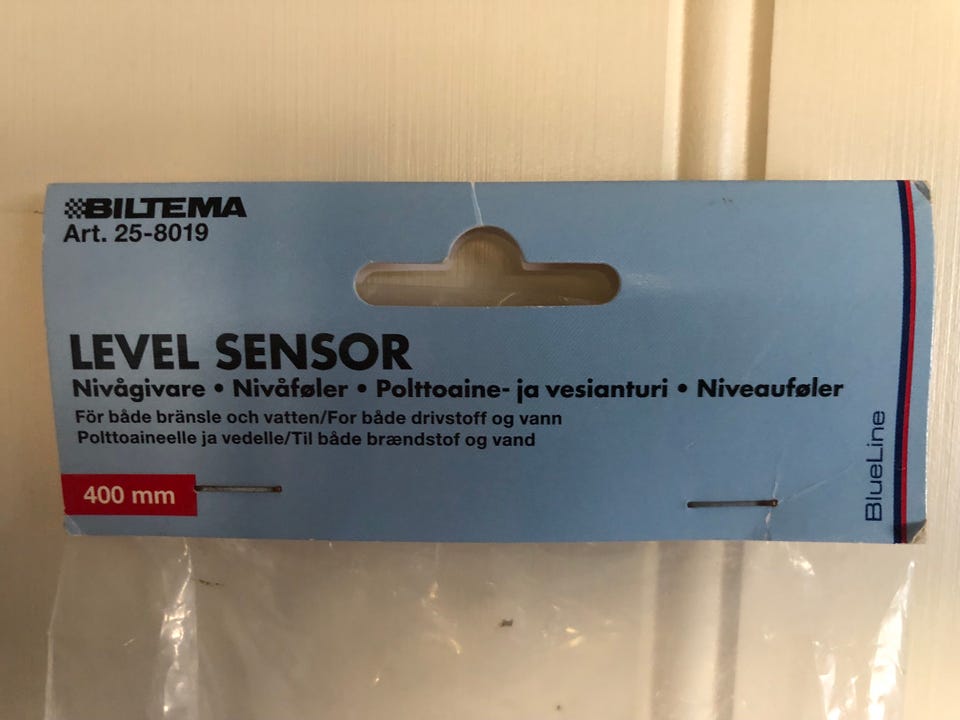 BILTEMA
Art. 25-8019
LEVEL SENSOR
Nivågivare • Nivåføler • Polttoaine- ja vesianturi • Niveauføler
För både bränsle och vatten/For både drivstoff og vann
Polttoaineelle ja vedelle/Til både brændstof og vand
400 mm
BlueLine